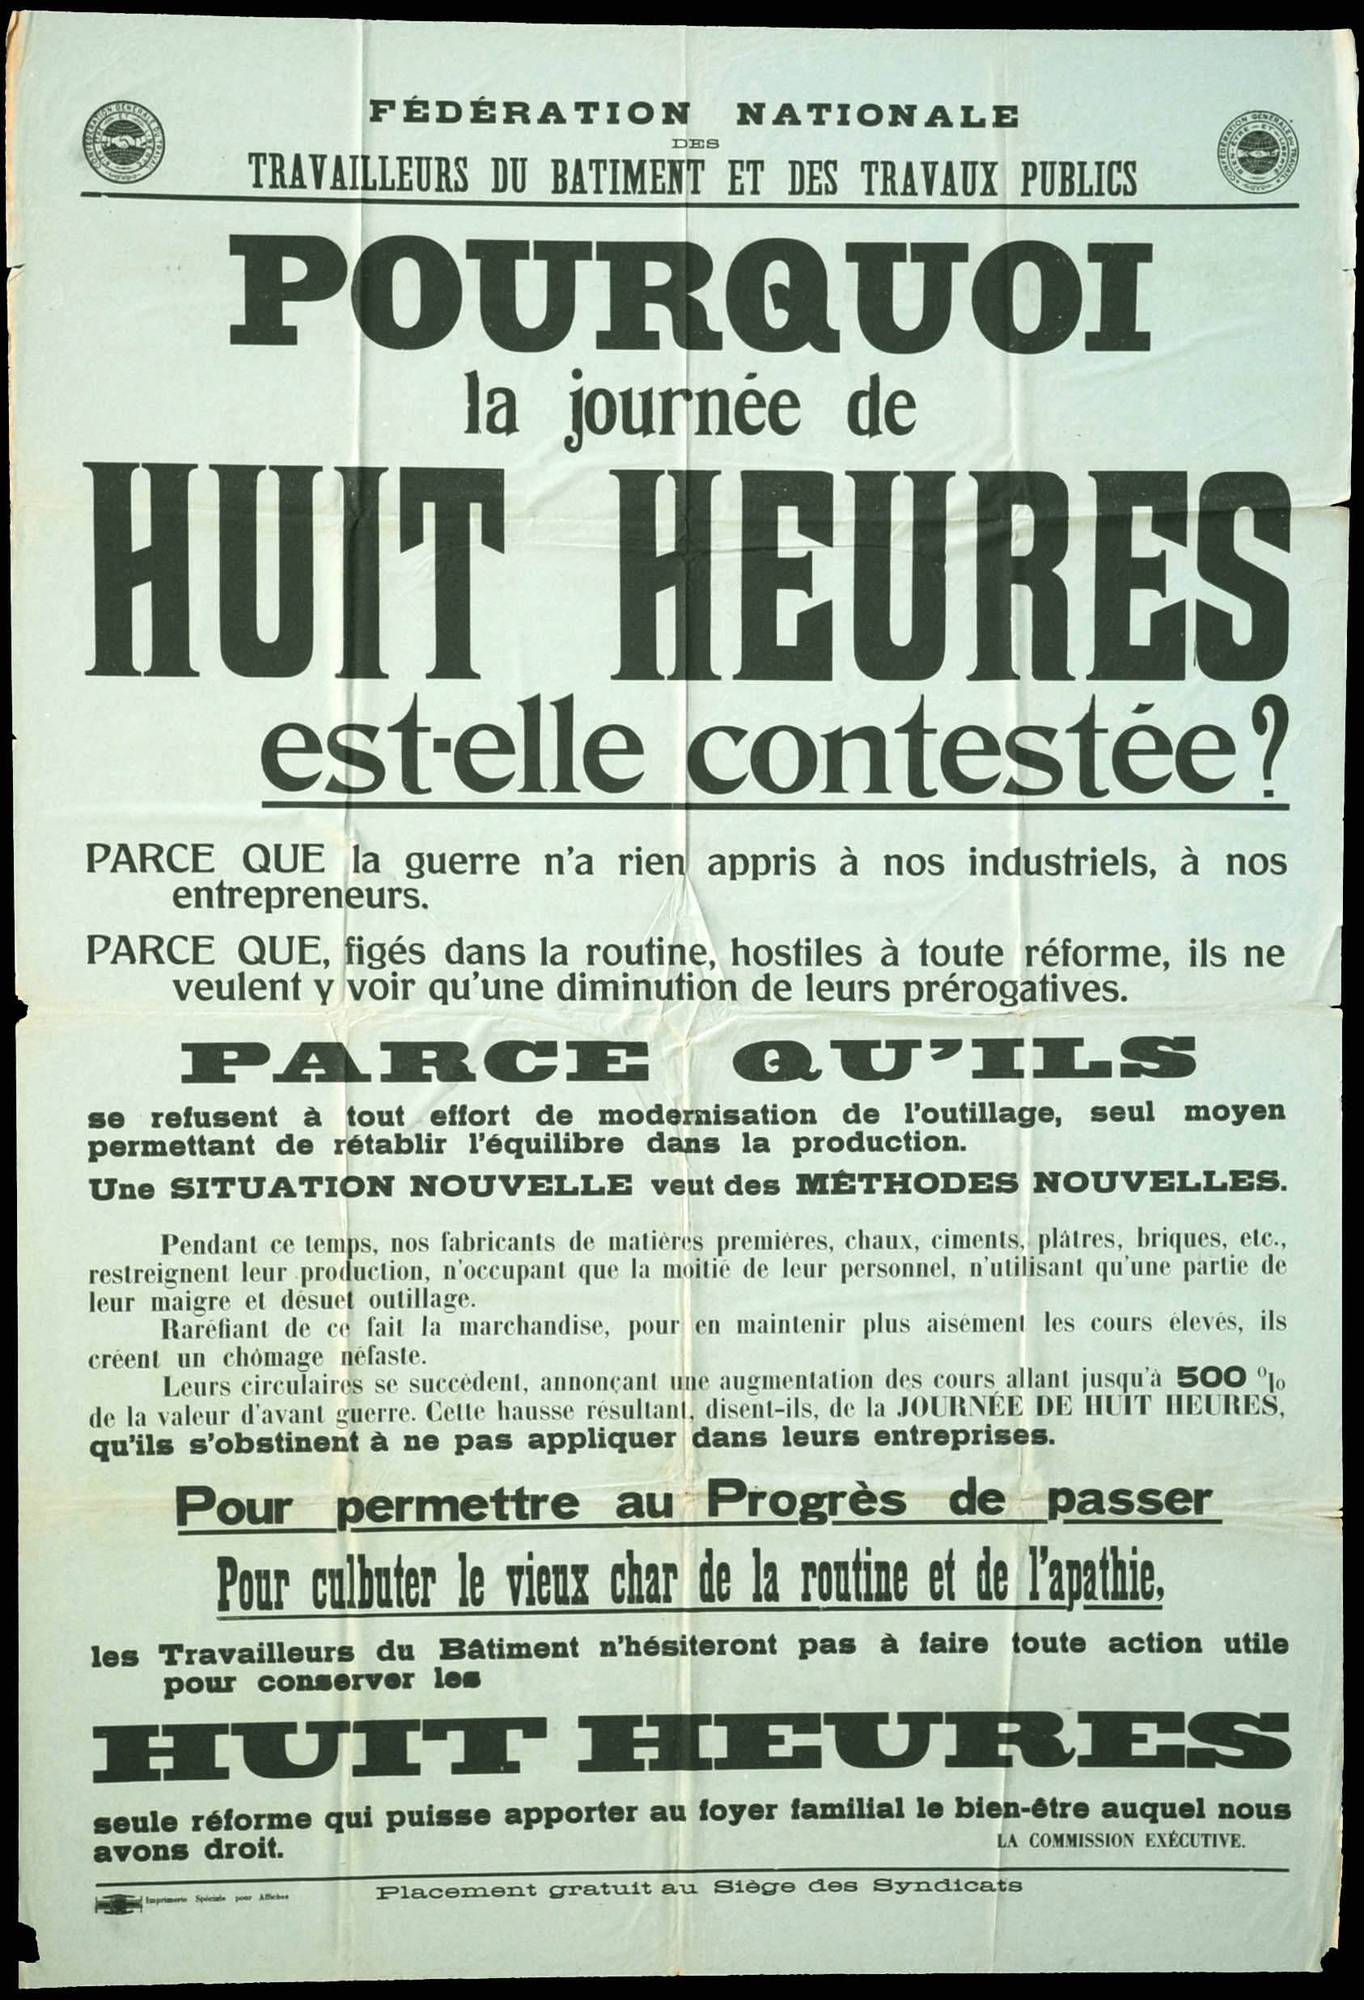 FÉDÉRATION NATIONALE
DES
TRAVAILLEURS DU BATIMENT ET DES TRAVAUX PUBLICS
POURQUOI
la journée de
HUIT HEURES
est-elle contestée?
PARCE QUE la guerre n'a rien appris à nos industriels, à nos
entrepreneurs.
PARCE QUE, figés dans la routine, hostiles à toute réforme, ils ne
veulent y voir qu'une diminution de leurs prérogatives.
PARCE QU'ILS
se refusent à tout effort de modernisation de l'outillage, seul moyen
permettant de rétablir l'équilibre dans la production.
Une SITUATION NOUVELLE veut des MÉTHODES NOUVELLES.
Pendant ce temps, nos fabricants de matières premières, chaux, ciments, plâtres, briques, etc.,
restreignent leur production, n'occupant que la moitié de leur personnel, n'utilisant qu'une partie de
leur maigre et désuet outillage.
Raréfiant de ce fait la marchandise, pour en maintenir plus aisément les cours élevés, ils
créent un chômage néfaste.
Leurs circulaires se succèdent, annonçant une augmentation des cours allant jusqu'à 500 %
de la valeur d'avant guerre. Cette hausse résultant, disent-ils, de la JOURNÉE DE HUIT HEURES,
qu'ils s'obstinent à ne pas appliquer dans leurs entreprises.
Pour permettre au Progrès de passer
Pour culbuter le vieux char de la routine et de l'apathie,
les Travailleurs du Bâtiment n'hésiteront pas à faire toute action utile
pour conserver les
HUIT HEURES
seule réforme qui puisse apporter au foyer familial le bien-être auquel nous
avons droit.
LA COMMISSION EXÉCUTIVE.
Imprimerie Spéciale pour Affiches
Placement gratuit au Siège des Syndicats